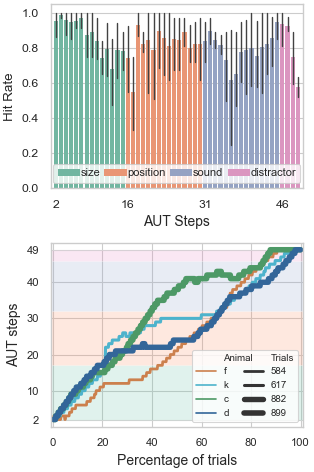 1.0
0.8
0.6
0.4
0.2
0.0
Hit Rate
size position sound distractor
2 16 31 46
AUT Steps
49
40
30
20
10
2
AUT steps
Animal Trials
f 584
k 617
c 882
d 899
0 20 40 60 80 100
Percentage of trials